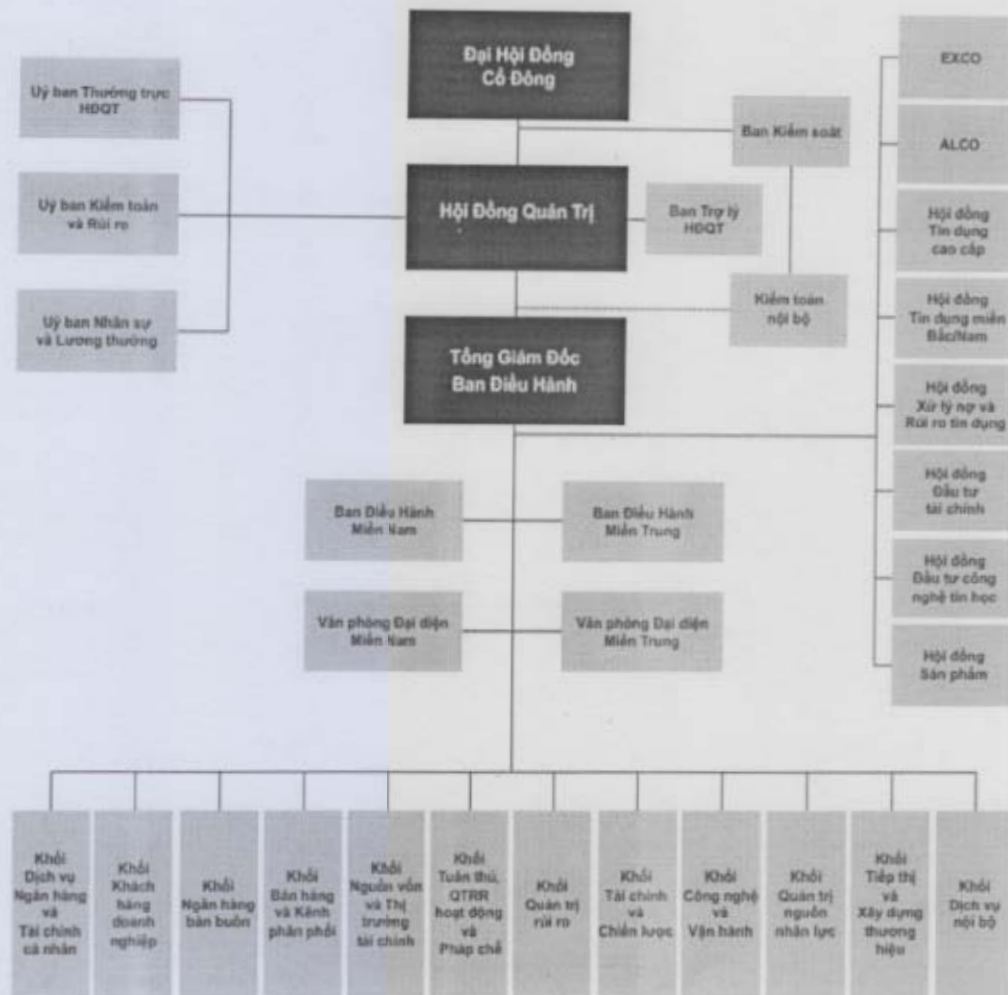 Đại Hội Đồng
Cổ Đông
EXCO
Uỷ ban Thường trực
HĐQT
Ban Kiểm soát
ALCO
Uỷ ban Kiểm toán
và Rủi ro
Hội Đồng Quản Trị
Ban Trợ lý
HĐQT
Hội đồng
Tín dụng
cao cấp
Uỷ ban Nhân sự
và Lương thưởng
Kiểm toán
nội bộ
Hội đồng
Tín dụng miền
Bắc/Nam
Tổng Giám Đốc
Ban Điều Hành
Hội đồng
Xử lý nợ và
Rủi ro tín dụng
Ban Điều Hành
Miền Nam
Ban Điều Hành
Miền Trung
Hội đồng
Đầu tư
tài chính
Hội đồng
Đầu tư công
nghệ tin học
Văn phòng Đại diện
Miền Nam
Văn phòng Đại diện
Miền Trung
Hội đồng
Sản phẩm
Khối
Dịch vụ
Ngân hàng
và
Tài chính
cá nhân
Khối
Khách
hàng
doanh
nghiệp
Khối
Ngân hàng
bán buôn
Khối
Bán hàng
và Kênh
phân phối
Khối
Nguồn vốn
và Thị
trường
tài chính
Khối
Tuân thủ,
QTRR
hoạt động
và
Pháp chế
Khối
Quản trị
rủi ro
Khối
Tài chính
và
Chiến lược
Khối
Công nghệ
và
Vận hành
Khối
Quản trị
nguồn
nhân lực
Khối
Tiếp thị
và
Xây dựng
thương
hiệu
Khối
Dịch vụ
nội bộ